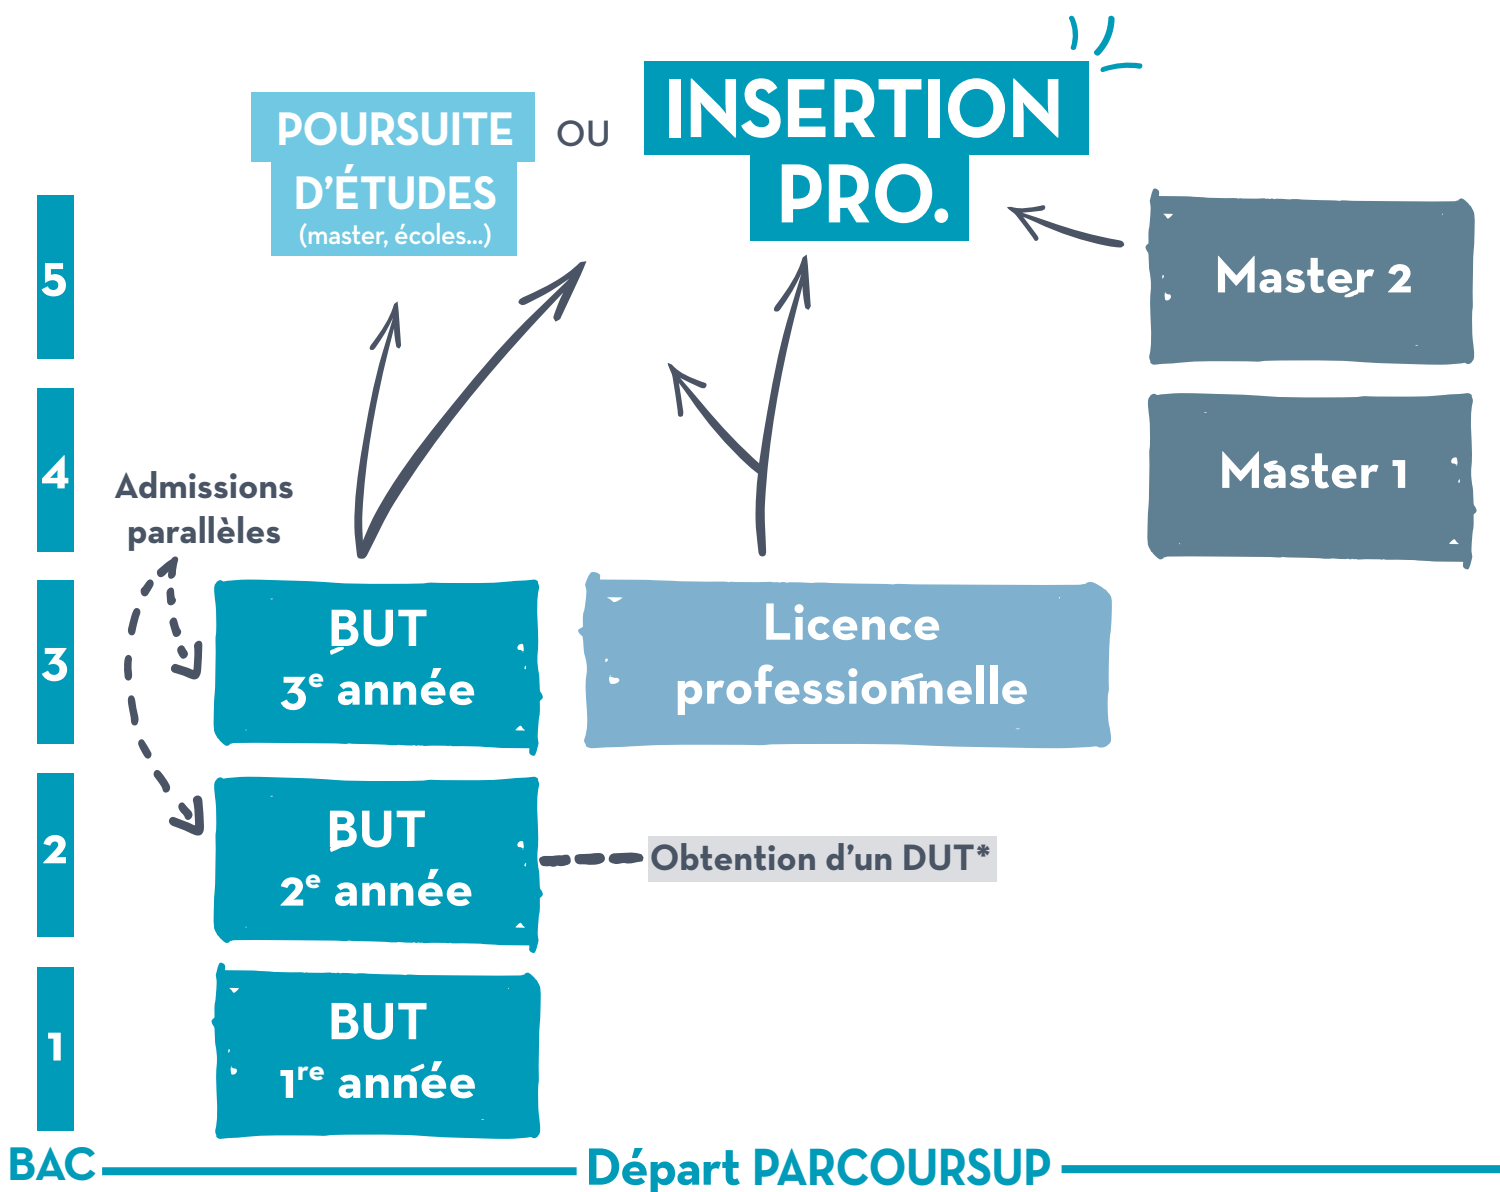 POURSUITE
D'ÉTUDES
(master, écoles...)
OU
INSERTION
PRO.
5
Master 2
4
Master 1
Admissions
parallèles
3
BUT
3e année
Licence
professionnelle
2
BUT
2e année
Obtention d'un DUT*
1
BUT
1re année
BAC
Départ PARCOURSUP